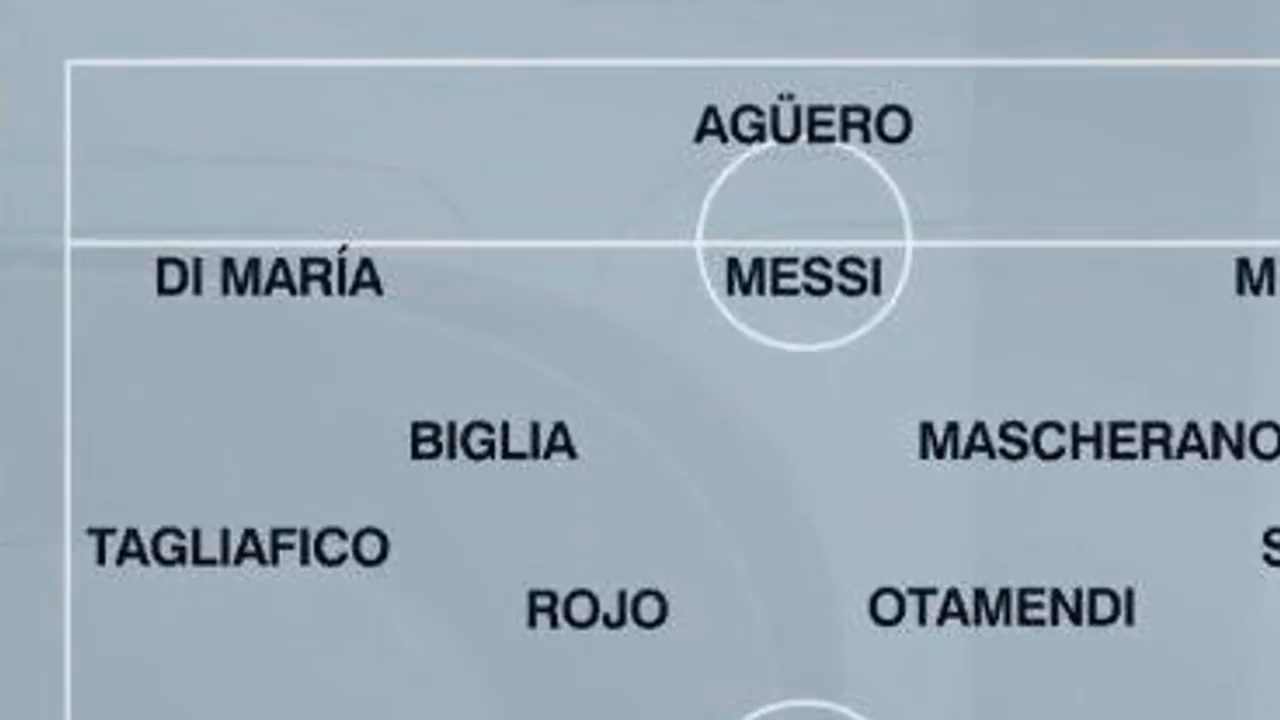 AGÜERO
DI MARÍA MESSI M
BIGLIA MASCHERANO
TAGLIAFICO S
ROJO OTAMENDI